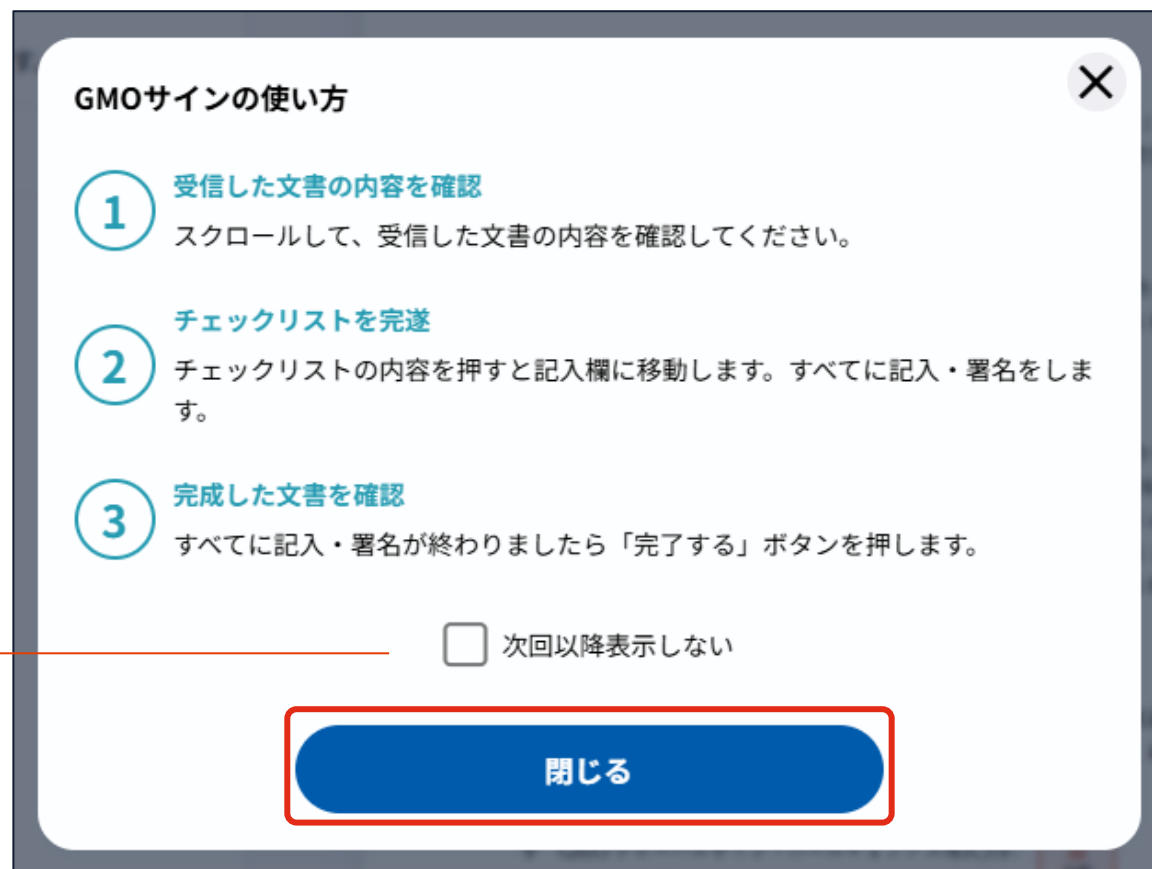 GMOサインの使い方
1
受信した文書の内容を確認
スクロールして、受信した文書の内容を確認してください。
2
チェックリストを完遂
チェックリストの内容を押すと記入欄に移動します。すべてに記入・署名をしま
す。
3
完成した文書を確認
すべてに記入・署名が終わりましたら「完了する」ボタンを押します。
次回以降表示しない
閉じる